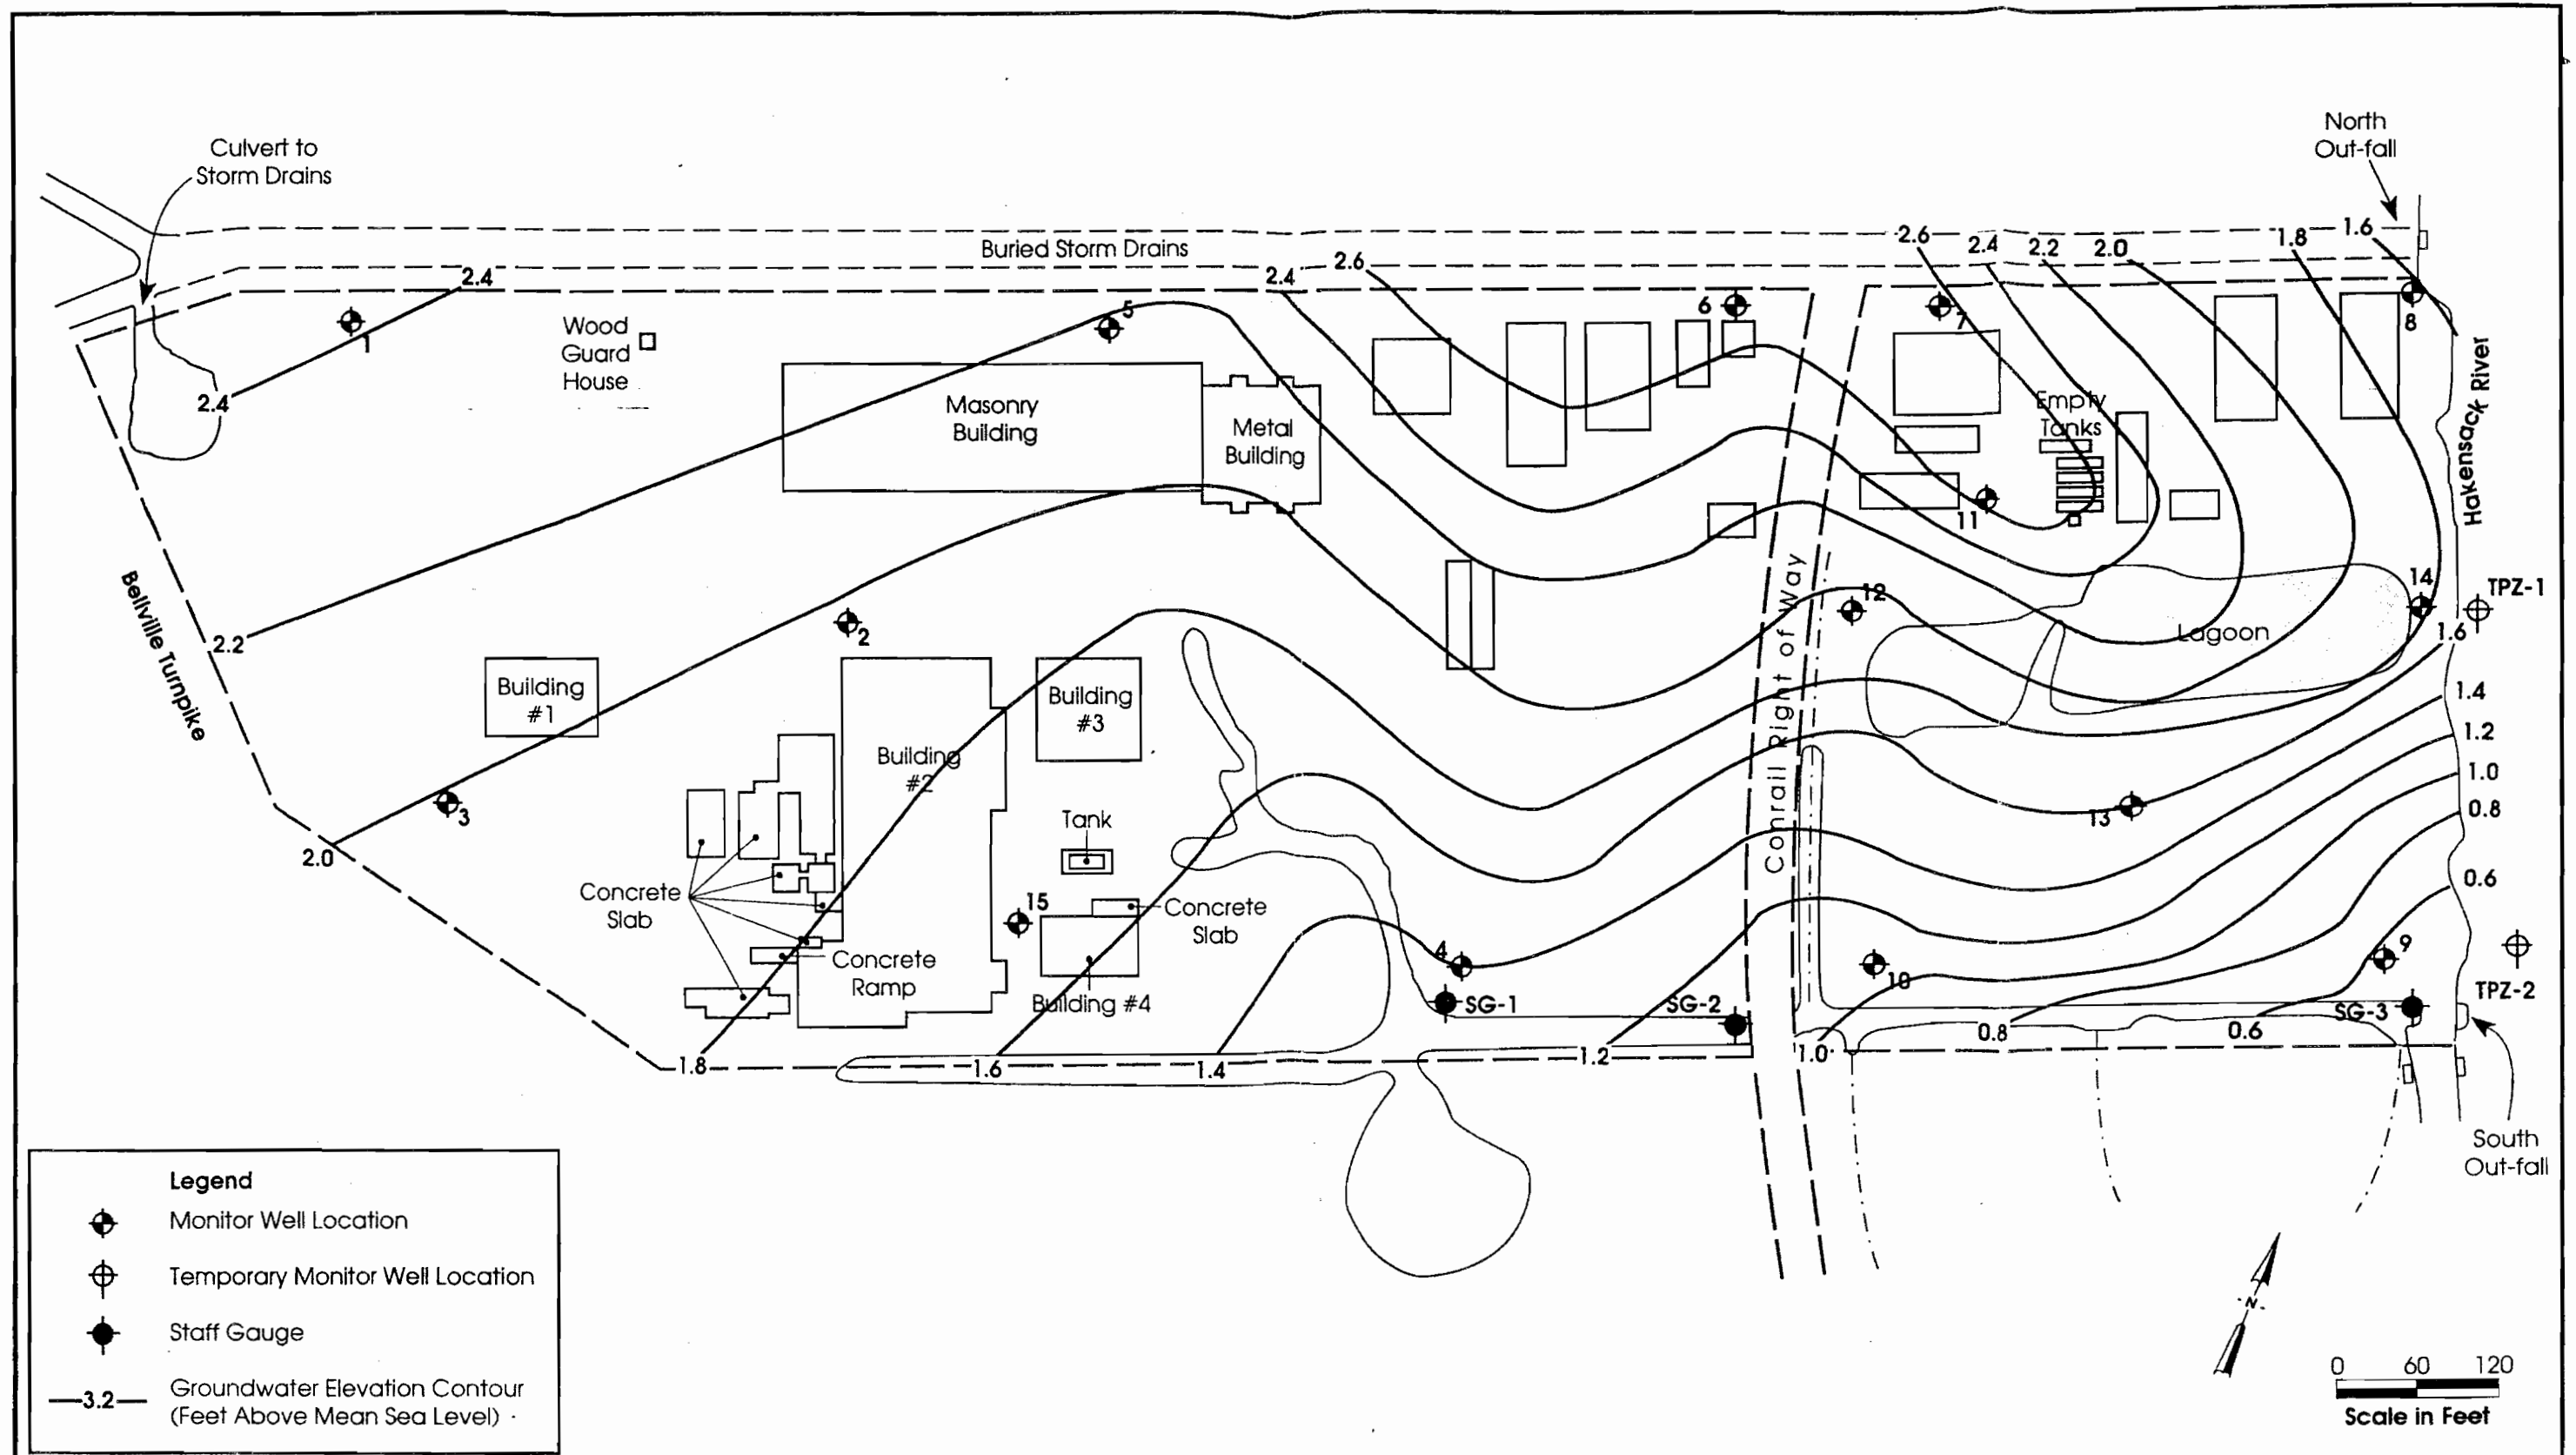 North
Out-fall
Culvert to
Storm Drains
Buried Storm Drains
2.4
2.4
2.6
2.6
2.4
2.2
2.0
1.8
1.6
1
Wood
Guard
House
5
6
7
8
2.4
Masonry
Building
Metal
Building
Empty
Tanks
Hakensack River
11
Bellville Turnpike
2.2
2
12
14
TPZ-1
Lagoon
1.6
Building
#1
Building
#2
Building
#3
Conrail Right of Way
1.4
1.2
1.0
0.8
0.6
3
2.0
Tank
13
Concrete
Slab
15
Concrete
Slab
4
9
10
Concrete
Ramp
Building #4
SG-1
SG-2
SG-3
TPZ-2
1.8
1.6
1.4
1.2
1.0
0.8
0.6
South
Out-fall
Legend
Monitor Well Location
Temporary Monitor Well Location
Staff Gauge
3.2
Groundwater Elevation Contour
(Feet Above Mean Sea Level)
N
0 60 120
Scale in Feet